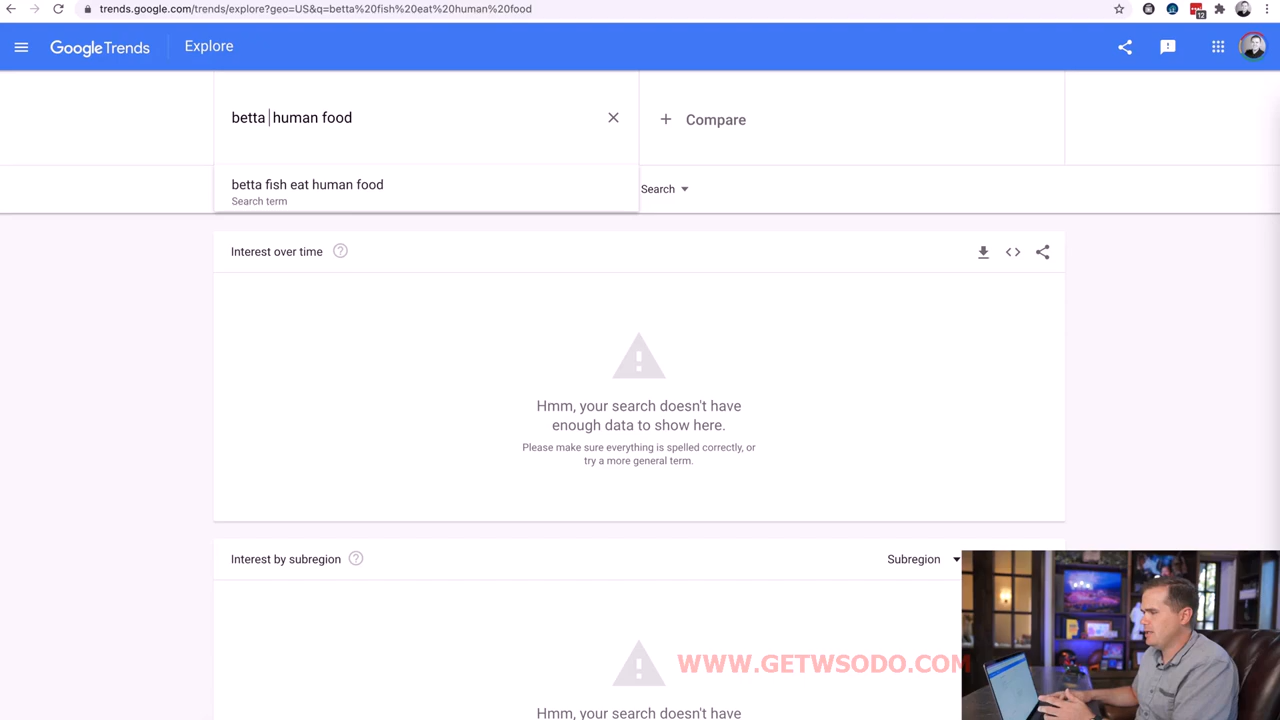 trends.google.com/trends/explore?geo=US&q=betta%20fish%20eat%20human%20food
12
Google Trends
Explore
betta human food
+ Compare
betta fish eat human food
Search term
Search
Interest over time
Hmm, your search doesn't have
enough data to show here.
Please make sure everything is spelled correctly, or
try a more general term.
Interest by subregion
Subregion
WWW.GETWSODO.COM
Hmm, your search doesn't have